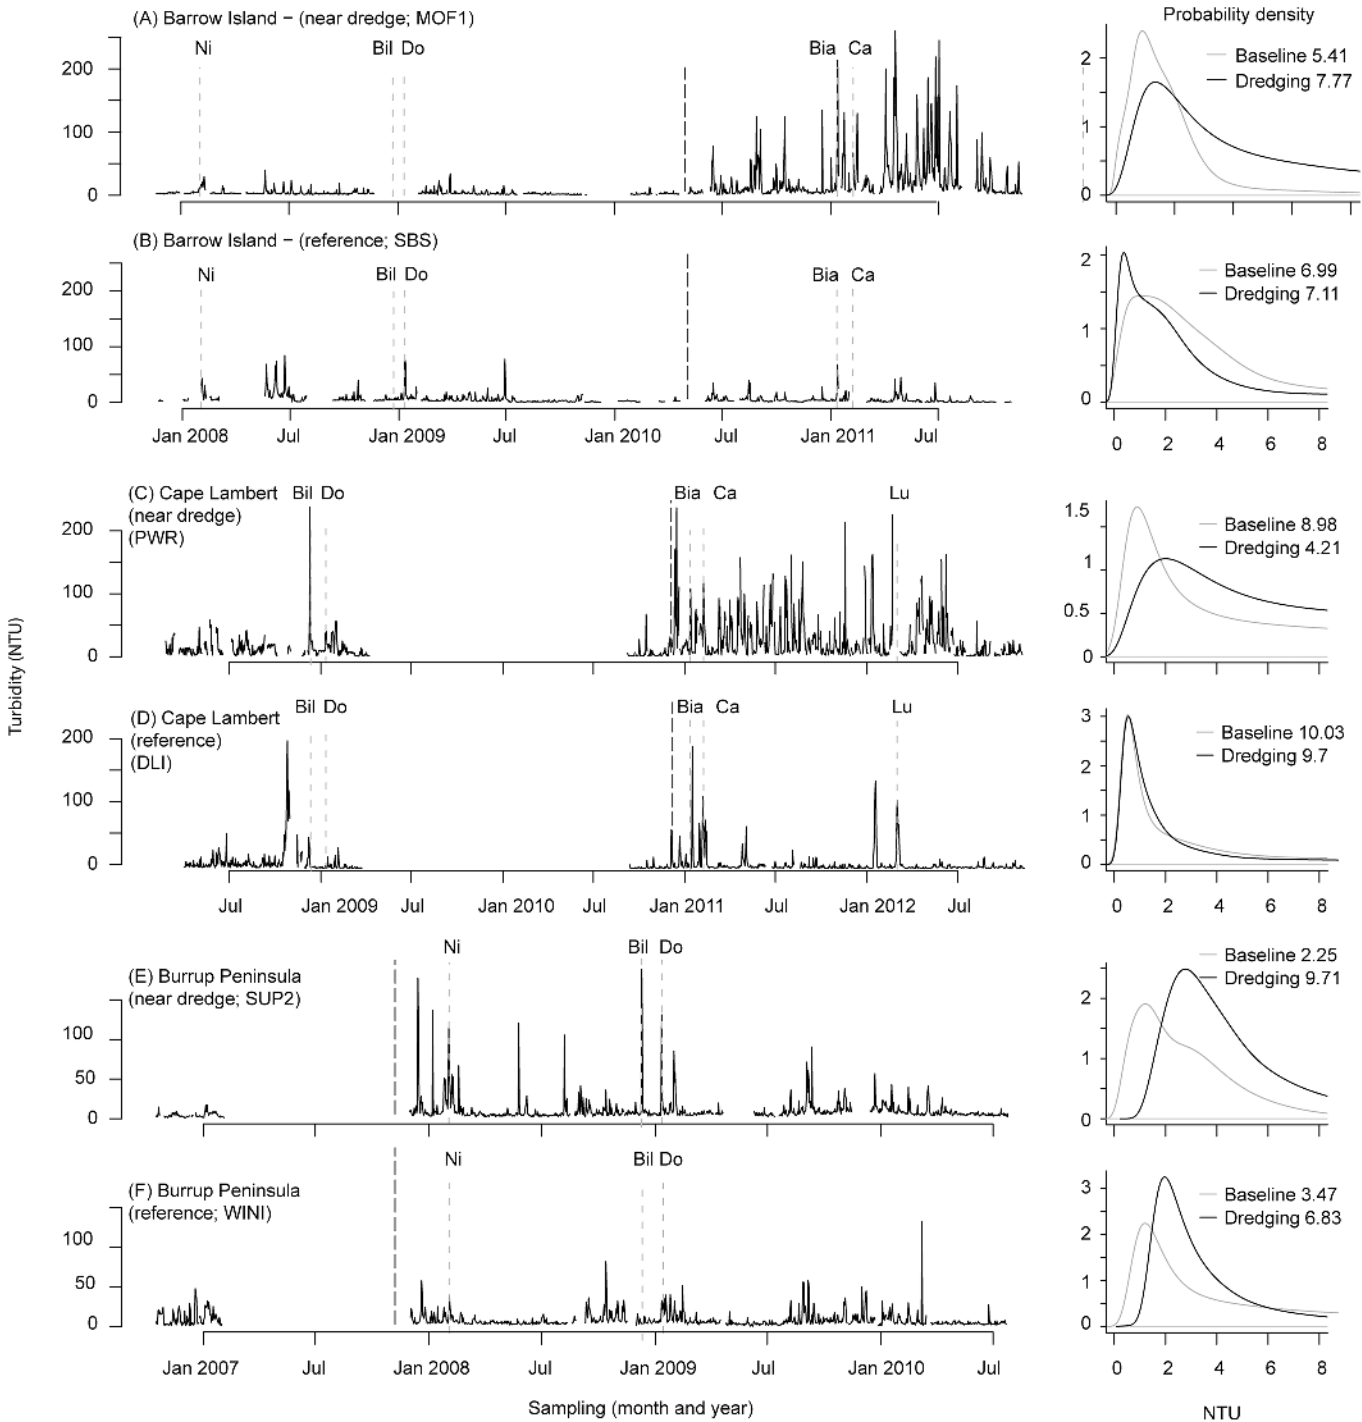 (A) Barrow Island − (near dredge; MOF1)
Probability density
Ni Bil Do Bia Ca
200
100
0
2
1
0
Baseline 5.41
Dredging 7.77
(B) Barrow Island − (reference; SBS)
Ni Bil Do Bia Ca
200
100
0
Jan 2008 Jul Jan 2009 Jul Jan 2010 Jul Jan 2011 Jul
2
1
0
Baseline 6.99
Dredging 7.11
0 2 4 6 8
(C) Cape Lambert
(near dredge)
(PWR)
Bil Do Bia Ca Lu
200
100
0
1.5
1
0.5
0
Baseline 8.98
Dredging 4.21
Turbidity (NTU)
(D) Cape Lambert
(reference)
(DLI)
Bil Do Bia Ca Lu
200
100
0
Jul Jan 2009 Jul Jan 2010 Jul Jan 2011 Jul Jan 2012 Jul
3
2
1
0
Baseline 10.03
Dredging 9.7
0 2 4 6 8
(E) Burrup Peninsula
(near dredge; SUP2)
Ni Bil Do
100
50
0
2
1
0
Baseline 2.25
Dredging 9.71
(F) Burrup Peninsula
(reference; WINI)
Ni Bil Do
100
50
0
Jan 2007 Jul Jan 2008 Jul Jan 2009 Jul Jan 2010 Jul
3
2
1
0
Baseline 3.47
Dredging 6.83
0 2 4 6 8
Sampling (month and year)
NTU